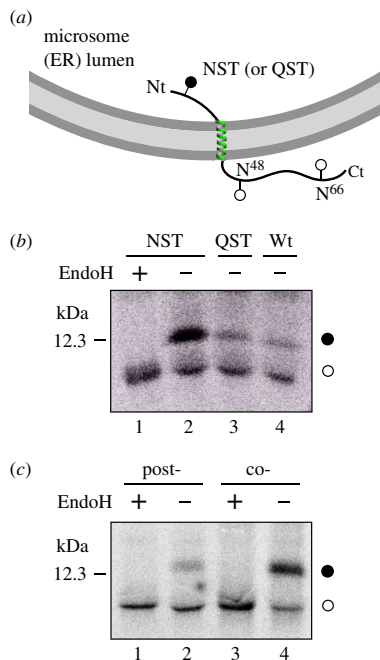 (a)
microsome
(ER) lumen
NST (or QST)
Nt
N48
Ct
N66
(b)
NST QST Wt
EndoH + – – –
kDa
12.3 –
1 2 3 4
(c)
post- co-
EndoH + – + –
kDa
12.3 –
1 2 3 4